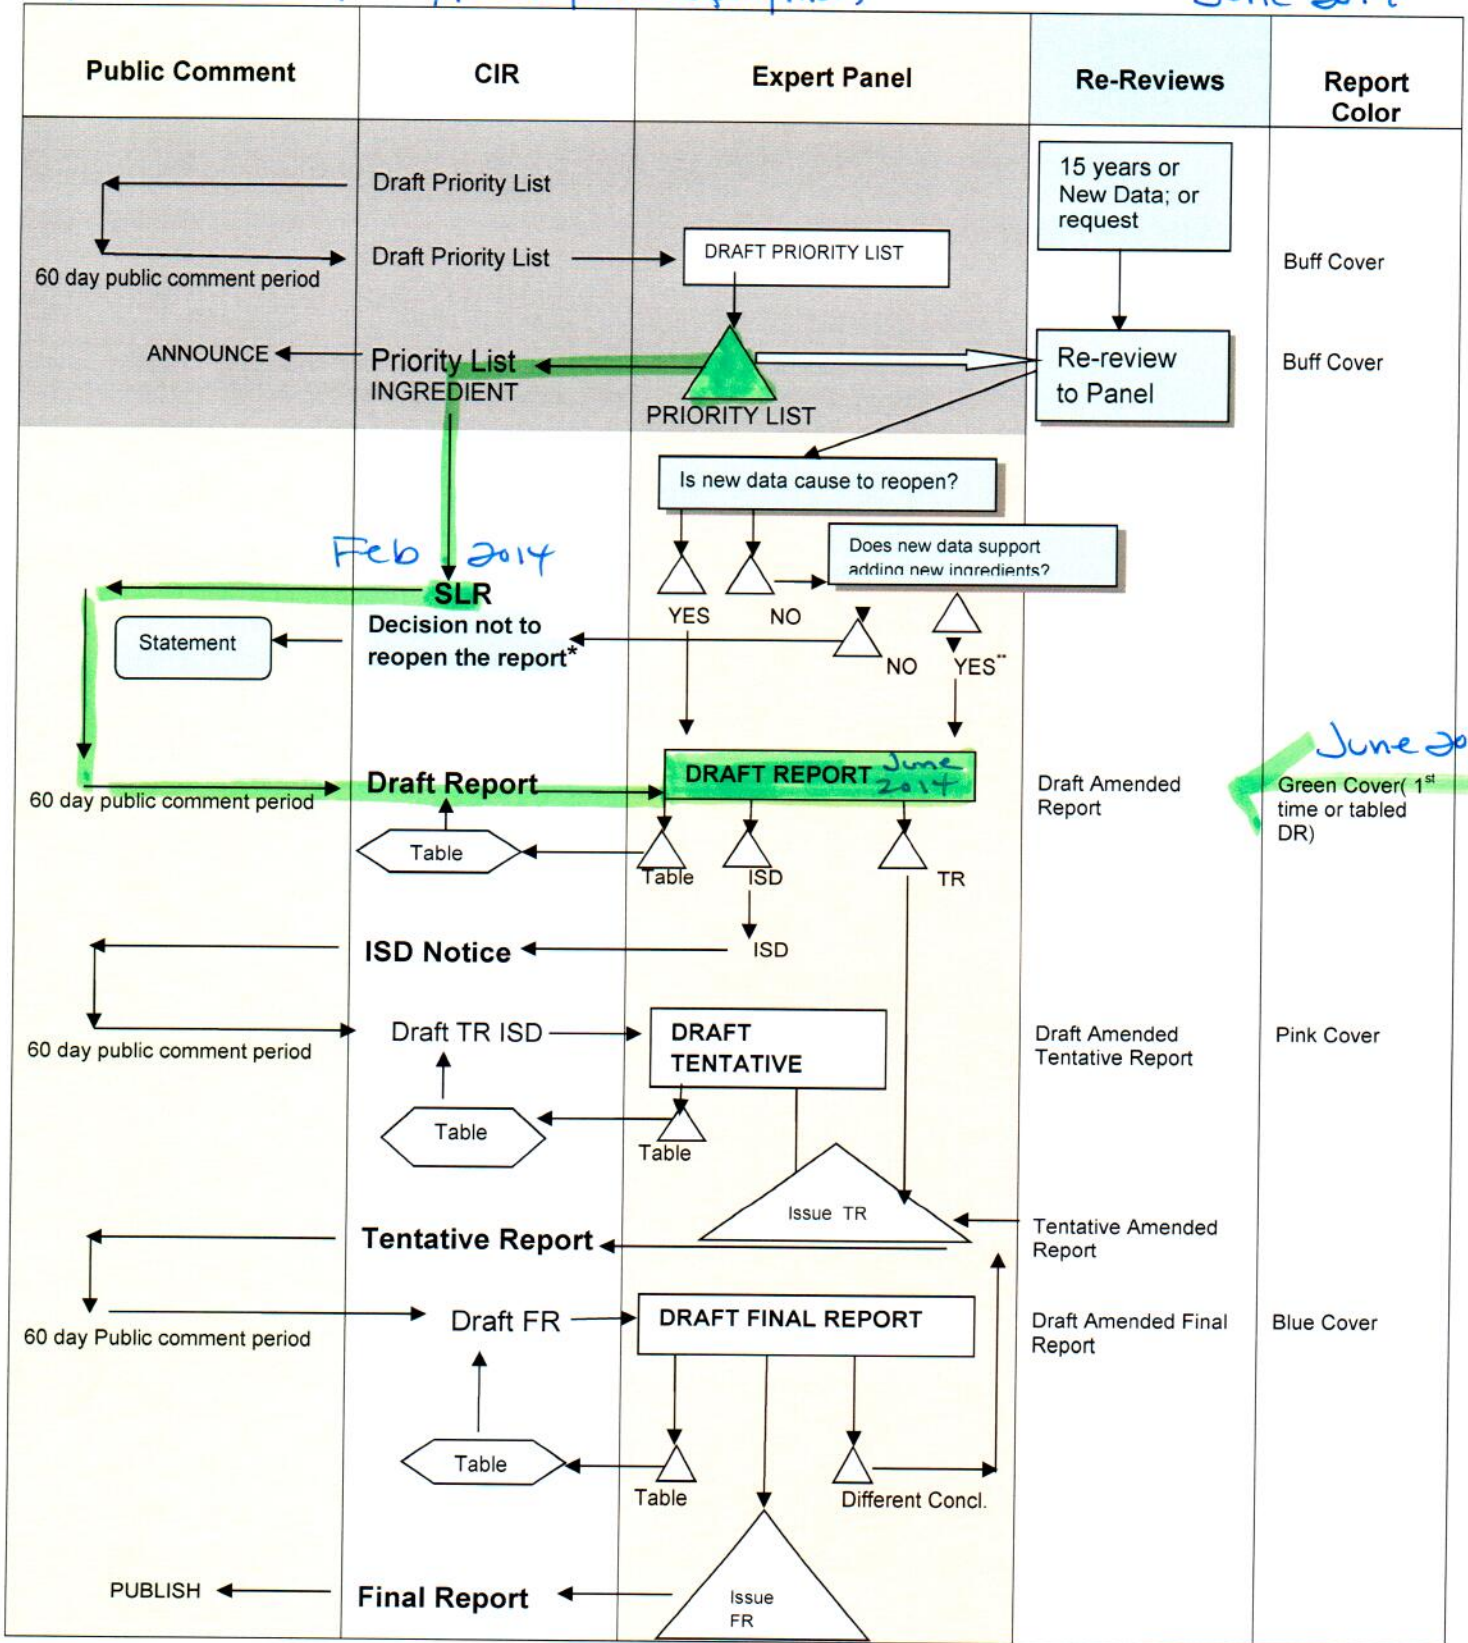 June 2014
Public Comment
CIR
Expert Panel
Re-Reviews
Report
Color
Draft Priority List
15 years or
New Data; or
request
60 day public comment period
Draft Priority List
DRAFT PRIORITY LIST
Buff Cover
ANNOUNCE
Priority List
INGREDIENT
PRIORITY LIST
Re-review
to Panel
Buff Cover
Is new data cause to reopen?
Feb 2014
Does new data support
adding new ingredients?
SLR
YES
NO
Statement
Decision not to
reopen the report*
NO
YES**
June 20
60 day public comment period
Draft Report
DRAFT REPORT June
2014
Draft Amended
Report
Green Cover( 1st
time or tabled
DR)
Table
Table
ISD
TR
ISD Notice
ISD
60 day public comment period
Draft TR ISD
DRAFT
TENTATIVE
Draft Amended
Tentative Report
Pink Cover
Table
Table
Issue TR
Tentative Report
Tentative Amended
Report
60 day Public comment period
Draft FR
DRAFT FINAL REPORT
Draft Amended Final
Report
Blue Cover
Table
Table
Different Concl.
PUBLISH
Final Report
Issue
FR